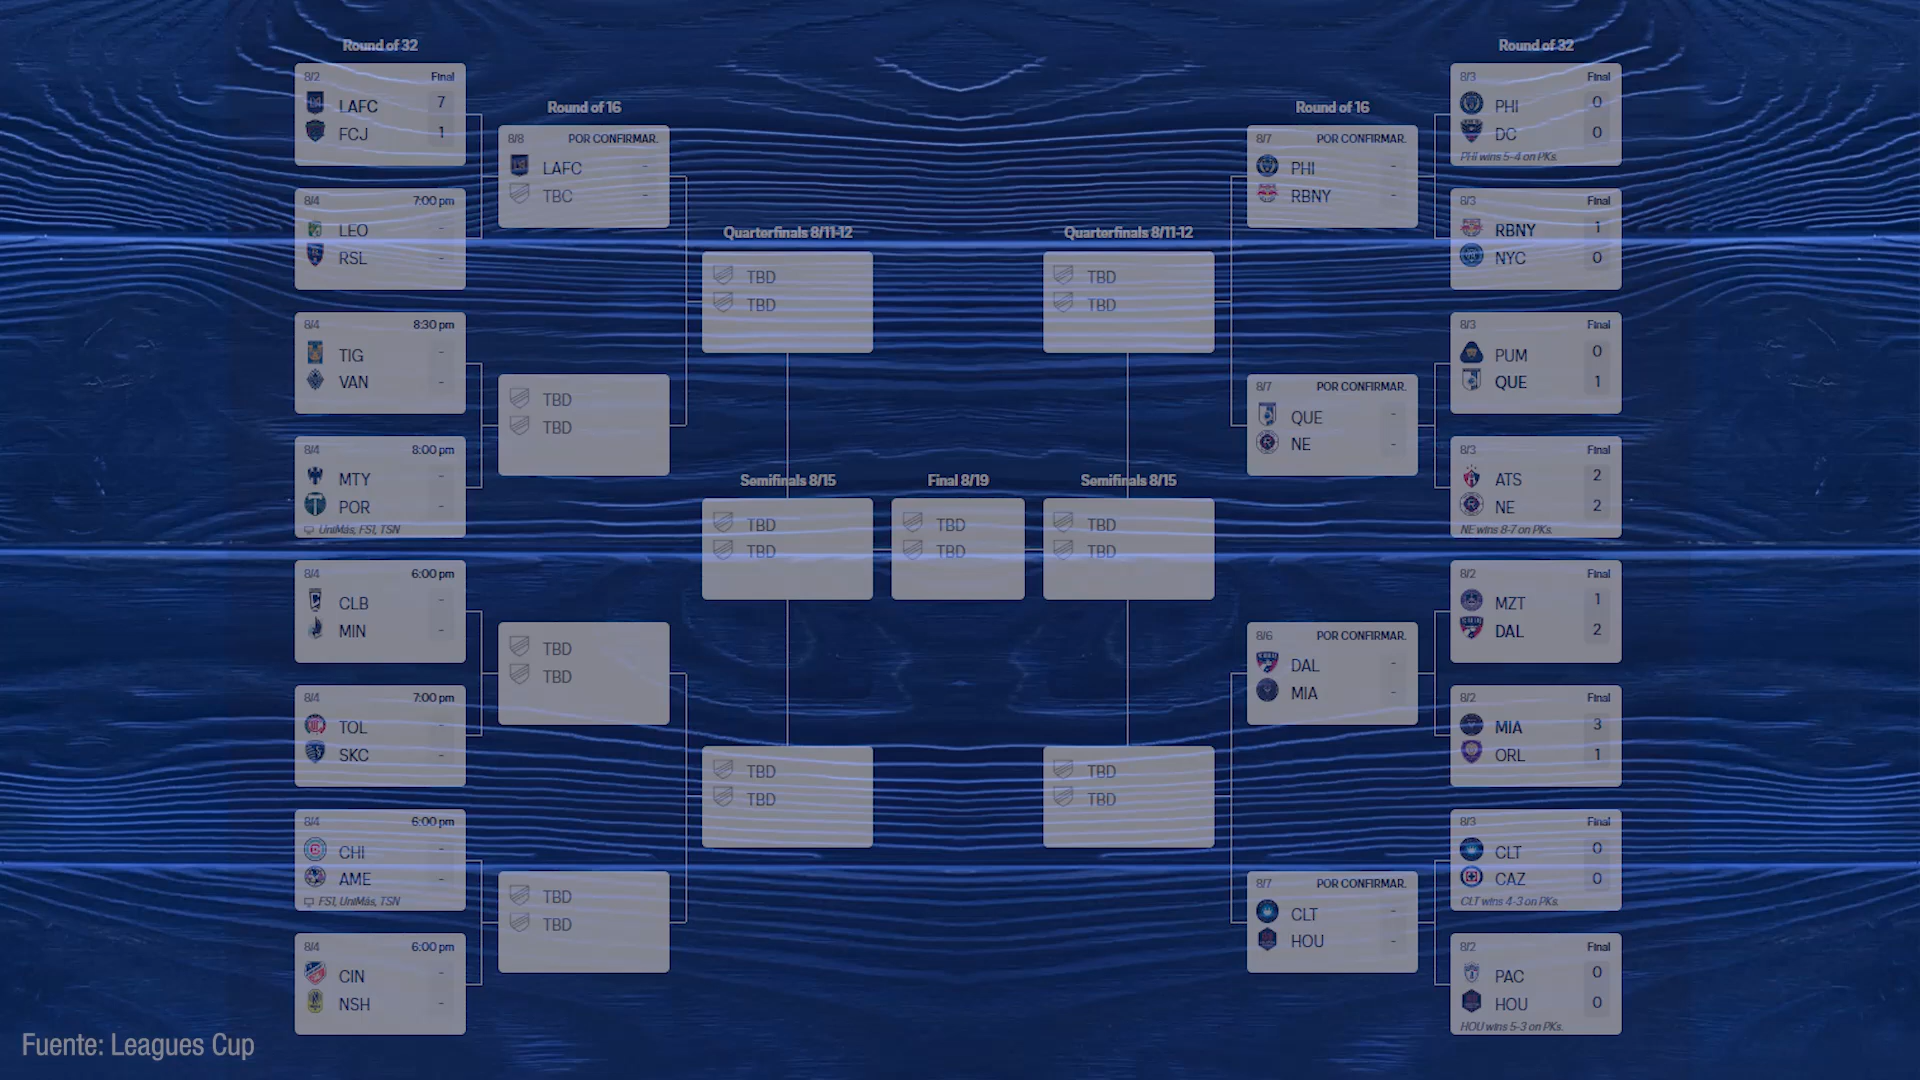 Round of 32
8/2 Final
LAFC 7
FCJ 1
8/4 7:00 pm
LEO -
RSL -
8/4 8:30 pm
TIG -
VAN -
8/4 8:00 pm
MTY -
POR -
UniMás, FS1, TSN
8/4 6:00 pm
CLB -
MIN -
8/4 7:00 pm
TOL -
SKC -
8/4 6:00 pm
CHI -
AME -
FS1, UniMás, TSN
8/4 6:00 pm
CIN -
NSH -
Round of 16
8/8 POR CONFIRMAR.
LAFC -
TBC -
TBD
TBD
TBD
TBD
TBD
TBD
Quarterfinals 8/11-12
TBD
TBD
Semifinals 8/15
TBD
TBD
TBD
TBD
Final 8/19
TBD
TBD
Quarterfinals 8/11-12
TBD
TBD
Semifinals 8/15
TBD
TBD
TBD
TBD
Round of 16
8/7 POR CONFIRMAR.
PHI -
RBNY -
8/7 POR CONFIRMAR.
QUE -
NE -
8/6 POR CONFIRMAR.
DAL -
MIA -
8/7 POR CONFIRMAR.
CLT -
HOU -
Round of 32
8/3 Final
PHI 0
DC 0
PHI wins 5-4 on PKs.
8/3 Final
RBNY 1
NYC 0
8/3 Final
PUM 0
QUE 1
8/3 Final
ATS 2
NE 2
NE wins 8-7 on PKs.
8/2 Final
MZT 1
DAL 2
8/2 Final
MIA 3
ORL 1
8/3 Final
CLT 0
CAZ 0
CLT wins 4-3 on PKs.
8/2 Final
PAC 0
HOU 0
HOU wins 5-3 on PKs.
Fuente: Leagues Cup